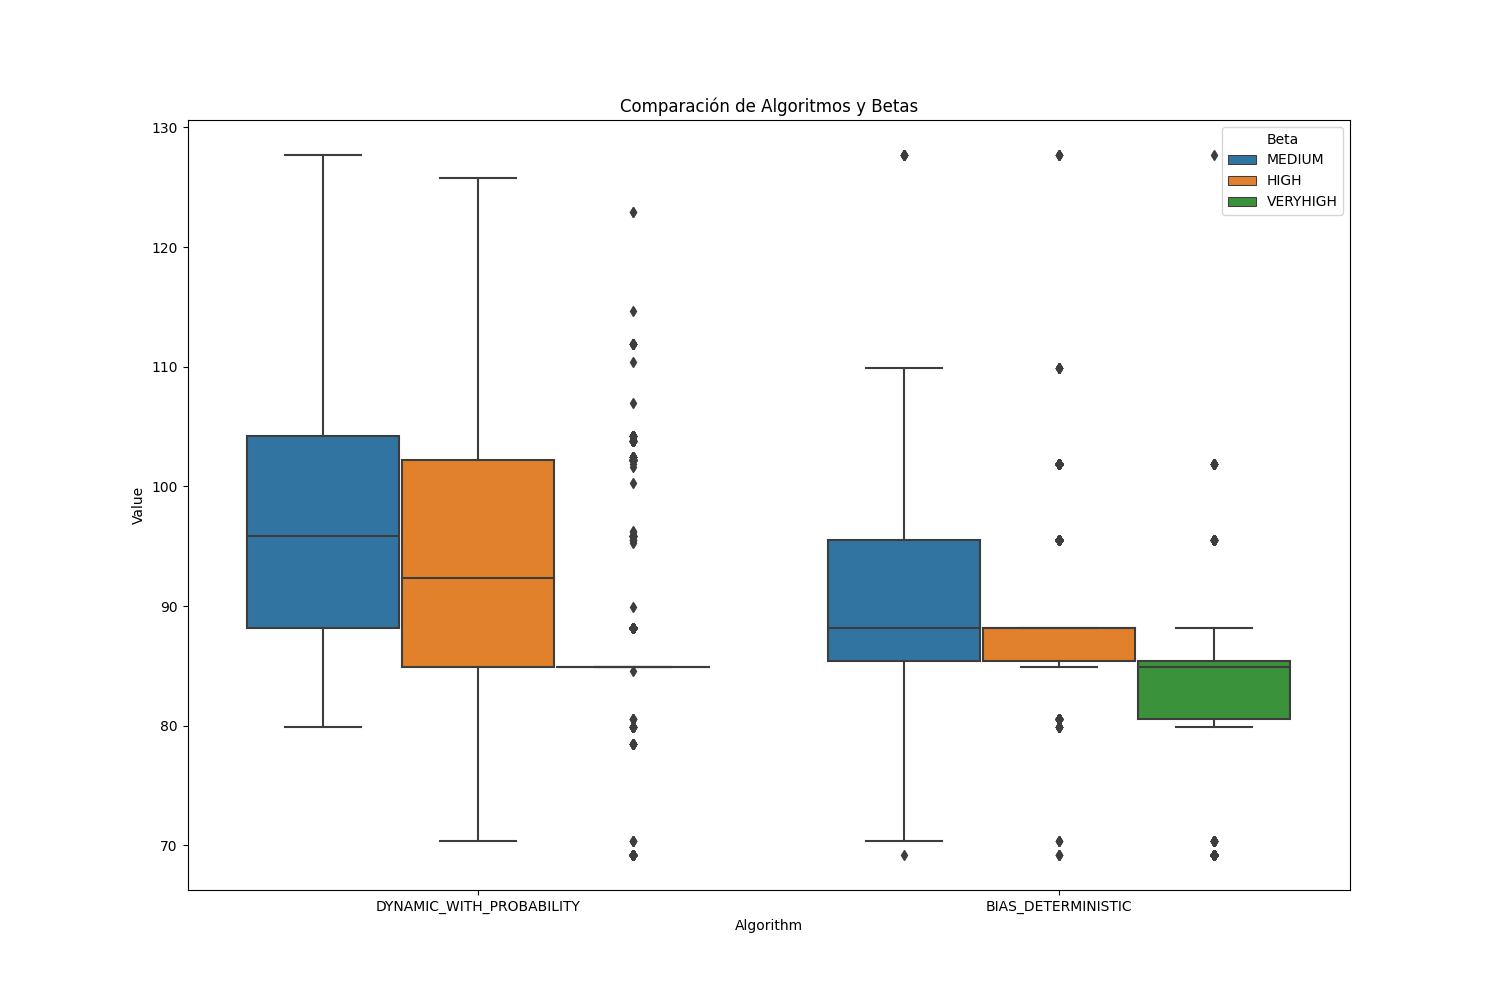 Comparación de Algoritmos y Betas
130
120
110
100
90
80
70
Value
Beta
MEDIUM
HIGH
VERYHIGH
DYNAMIC_WITH_PROBABILITY
BIAS_DETERMINISTIC
Algorithm